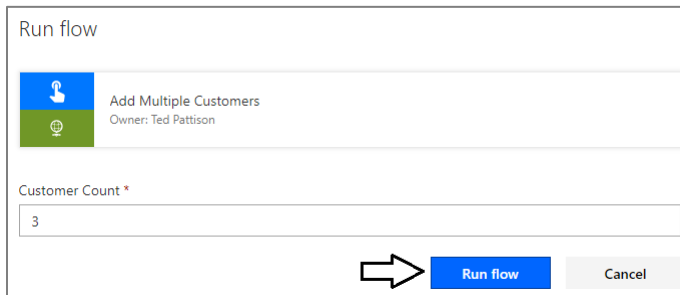 Run flow
Add Multiple Customers
Owner: Ted Pattison
Customer Count *
3
Run flow
Cancel